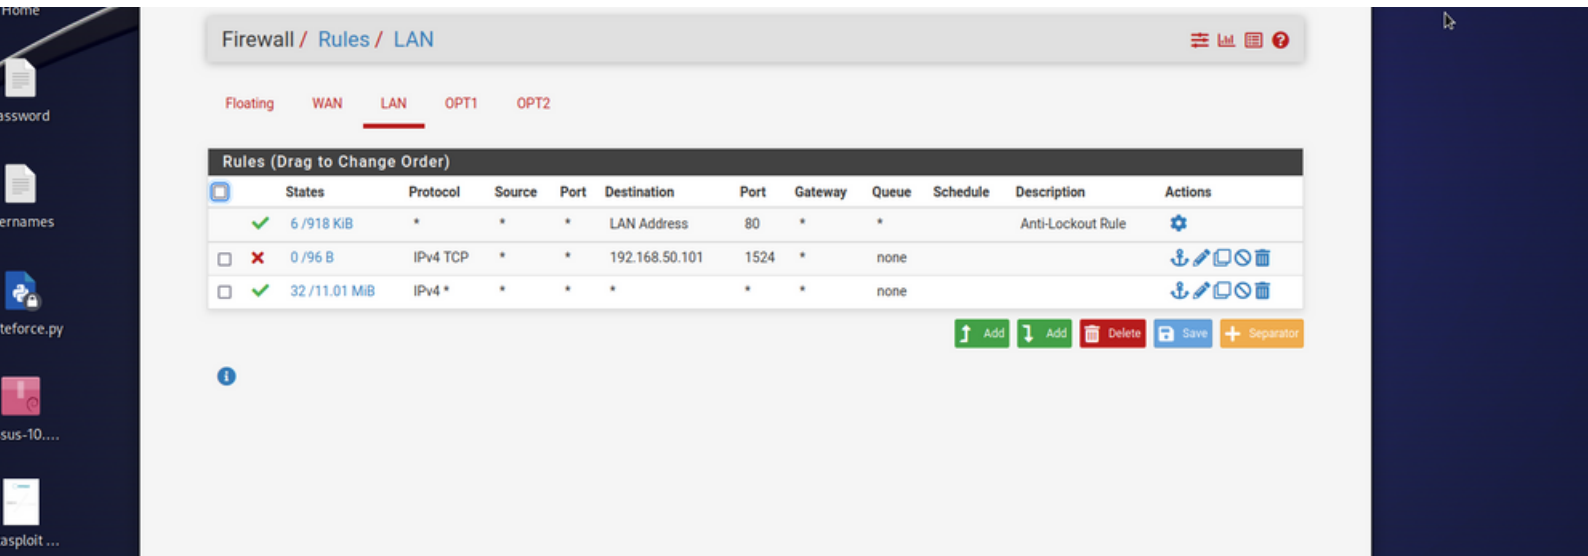 Home
Firewall / Rules / LAN
assword
Floating WAN LAN OPT1 OPT2
Rules (Drag to Change Order)
States Protocol Source Port Destination Port Gateway Queue Schedule Description Actions
ernames
6 /918 KiB * * * LAN Address 80 * * Anti-Lockout Rule
0 /96 B IPv4 TCP * * 192.168.50.101 1524 * none
32 /11.01 MiB IPv4 * * * * * * none
teforce.py
Add Add Delete Save Separator
sus-10....
asploit ...